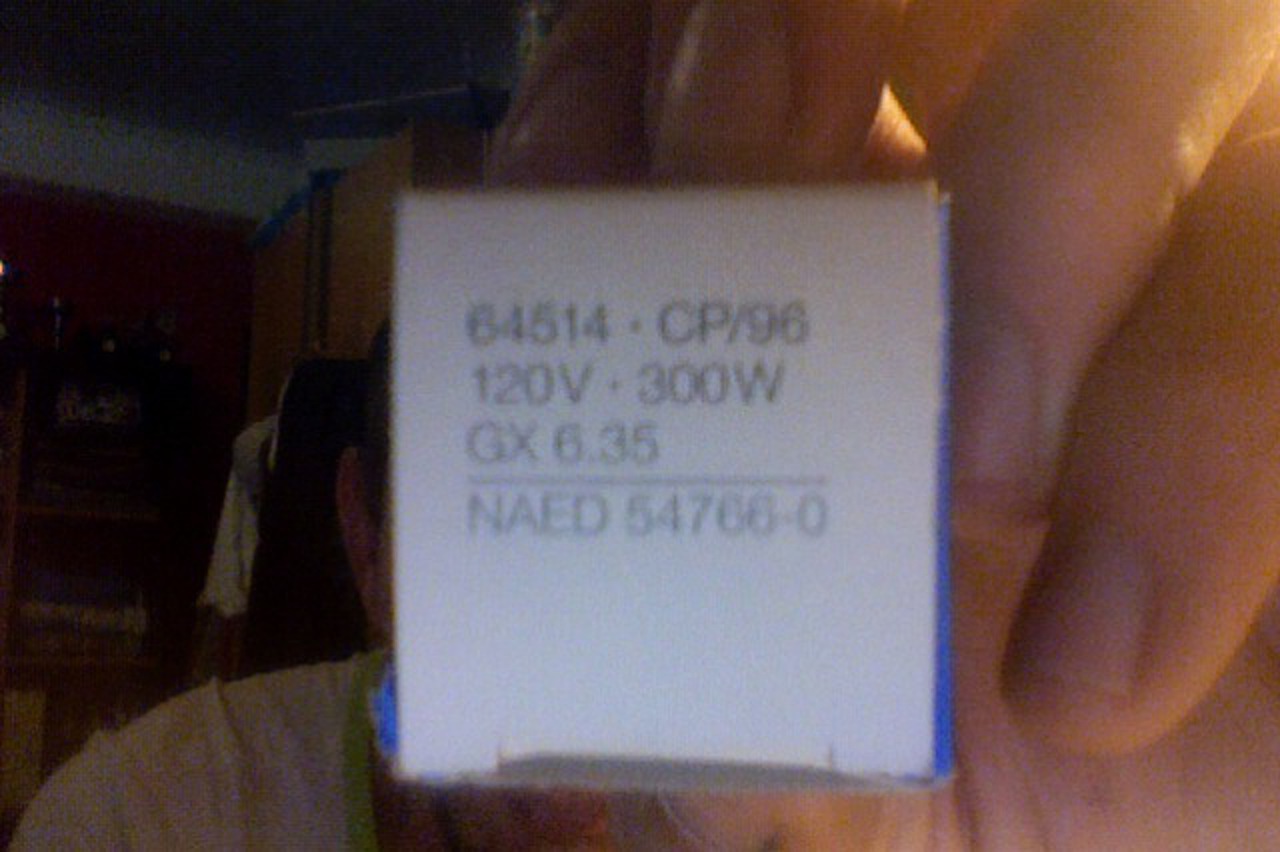 64514 · CP/96
120V · 300W
GX 6.35
NAED 54766-0